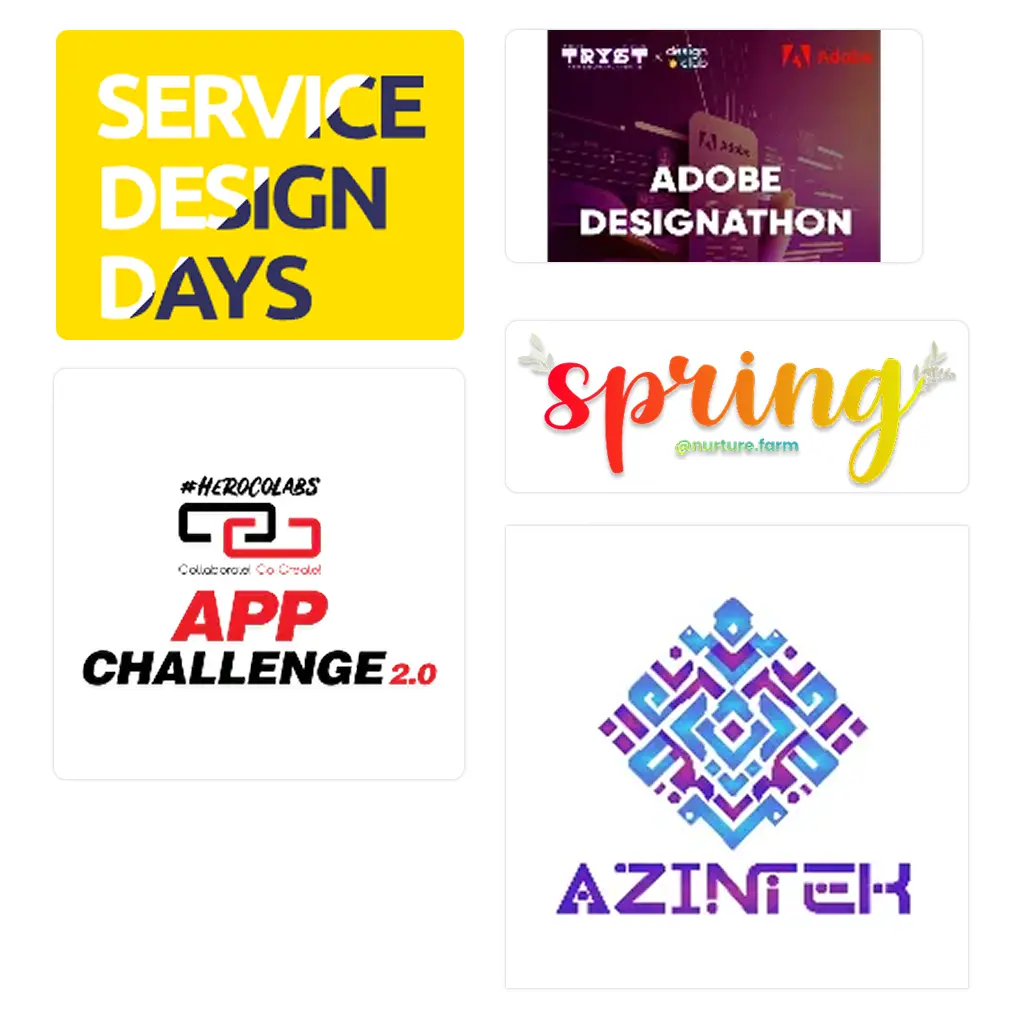 SERVICE
DESIGN
DAYS
TRYST × design club
Adobe
Adobe
ADOBE
DESIGNATHON
spring
@nurture.farm
#HEROCOLABS
Collaborate! Co Create!
APP
CHALLENGE 2.0
AZINTEK